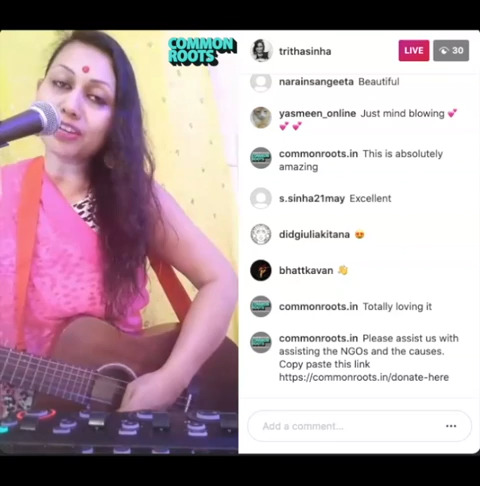 COMMON
ROOTS
trithasinha
LIVE
30
narainsangeeta Beautiful
yasmeen_online Just mind blowing 💕
💕 💕
commonroots.in This is absolutely
amazing
s.sinha21may Excellent
didgiuliakitana 😍
bhattkavan 👋
commonroots.in Totally loving it
commonroots.in Please assist us with
assisting the NGOs and the causes.
Copy paste this link
https://commonroots.in/donate-here
Add a comment...